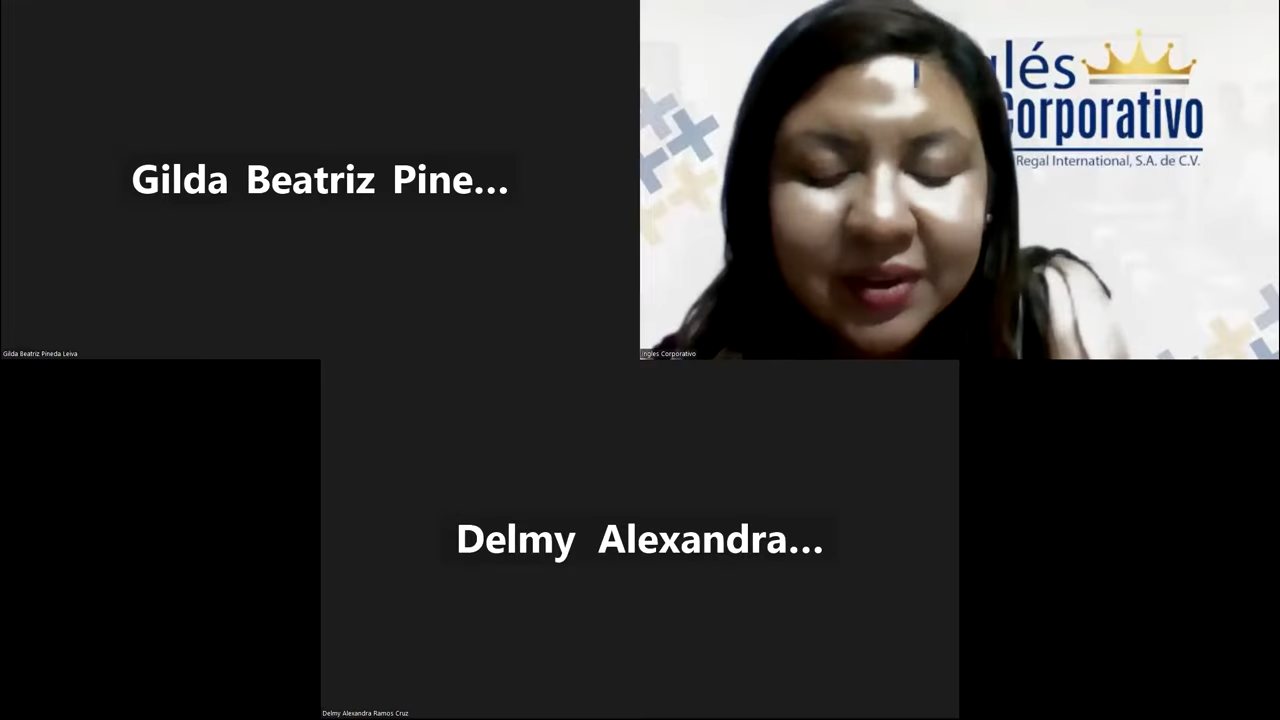 Gilda Beatriz Pine...
Gilda Beatriz Pineda Leiva
glés
Corporativo
Regal International, S.A. de C.V.
Ingles Corporativo
Delmy Alexandra...
Delmy Alexandra Ramos Cruz